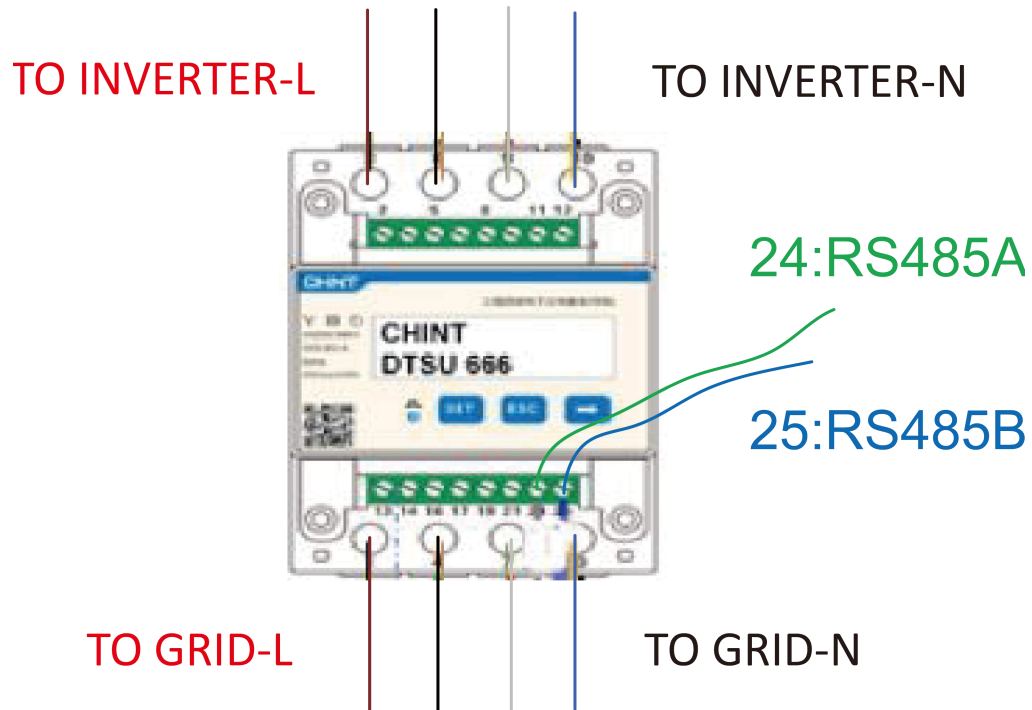 TO INVERTER-L
TO INVERTER-N
2 5 8 11 12
CHINT
24:RS485A
CHINT
DTSU 666
SET ESC
25:RS485B
13 14 16 17 19 21
TO GRID-L
TO GRID-N